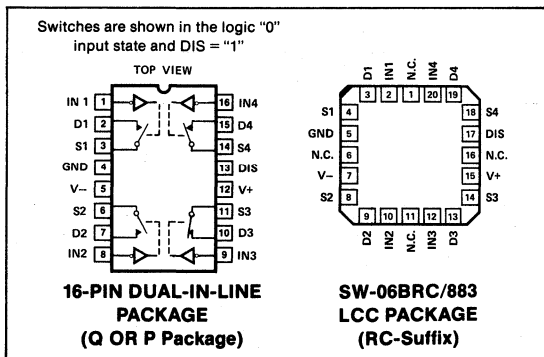 Switches are shown in the logic “0”
input state and DIS = “1”
TOP VIEW
IN 1 1
D1 2
S1 3
GND 4
V− 5
S2 6
D2 7
IN2 8
16 IN4
15 D4
14 S4
13 DIS
12 V+
11 S3
10 D3
9 IN3
16-PIN DUAL-IN-LINE
PACKAGE
(Q OR P Package)
D1 IN1 N.C. IN4 D4
3 2 1 20 19
S1 4
GND 5
N.C. 6
V− 7
S2 8
18 S4
17 DIS
16 N.C.
15 V+
14 S3
9 10 11 12 13
D2 IN2 N.C. IN3 D3
SW-06BRC/883
LCC PACKAGE
(RC-Suffix)